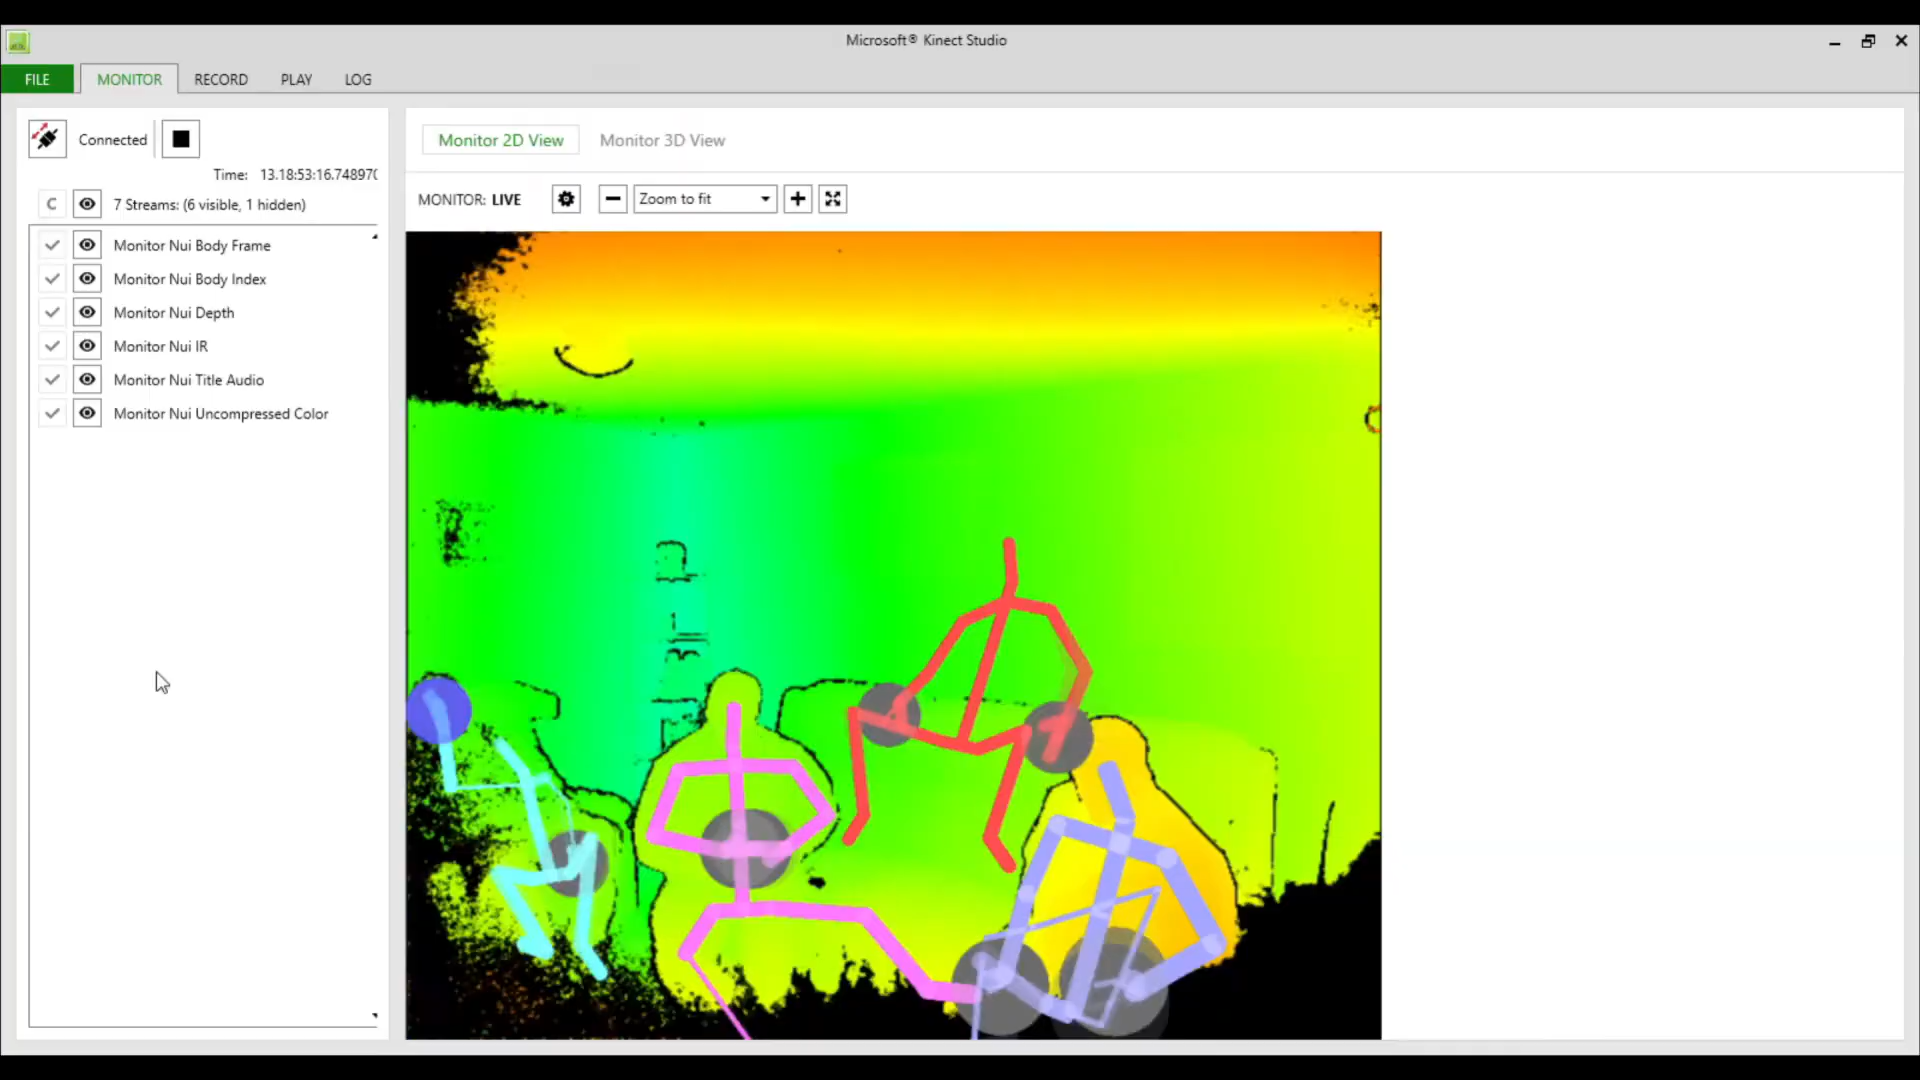 Microsoft® Kinect Studio
FILE MONITOR RECORD PLAY LOG
Connected
Time: 13.18:53:16.748970
C 7 Streams: (6 visible, 1 hidden)
Monitor Nui Body Frame
Monitor Nui Body Index
Monitor Nui Depth
Monitor Nui IR
Monitor Nui Title Audio
Monitor Nui Uncompressed Color
Monitor 2D View Monitor 3D View
MONITOR: LIVE Zoom to fit